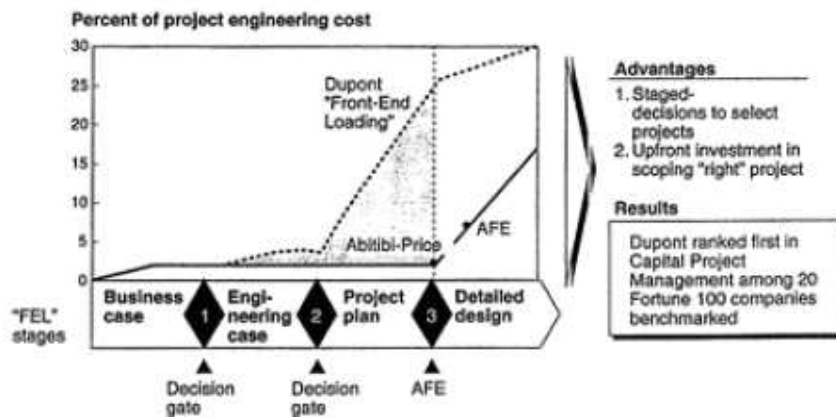 Percent of project engineering cost
30
25
20
15
10
5
0
Dupont
"Front-End
Loading"
Abitibi-Price
AFE
"FEL"
stages
Business
case
1
Engi-
neering
case
2
Project
plan
3
Detailed
design
Decision
gate
Decision
gate
AFE
Advantages
1. Staged-
decisions to select
projects
2. Upfront investment in
scoping "right" project
Results
Dupont ranked first in
Capital Project
Management among 20
Fortune 100 companies
benchmarked